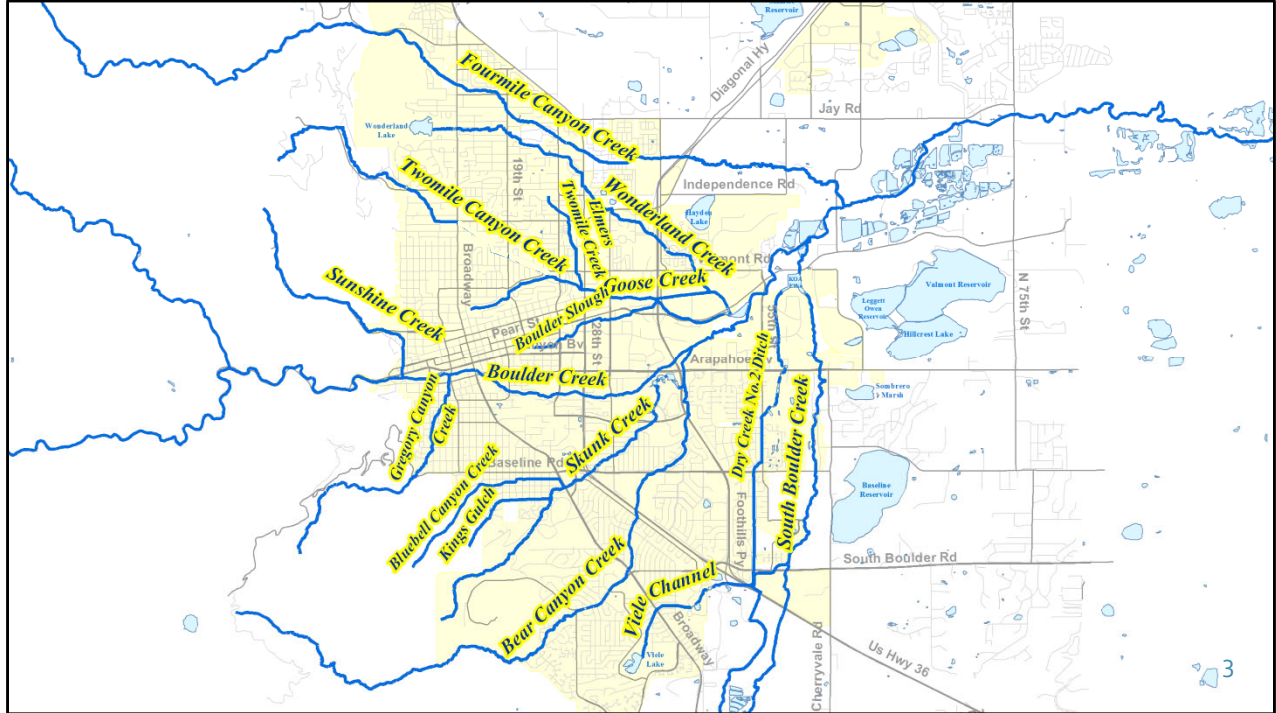 Reservoir
Diagonal Hy
Fourmile Canyon Creek
Jay Rd
Wonderland
Lake
19th St
Twomile Canyon Creek
Elmers
Twomile Creek
Wonderland Creek
Independence Rd
Hayden
Lake
Broadway
Sunshine Creek
Goose Creek
Boulder Slough
Pearl St
28th St
55th St
Valmont Reservoir
Leggett
Owen
Reservoir
Hillcrest Lake
N 75th St
Boulder Creek
Arapahoe
Sombrero
Marsh
Gregory Canyon
Creek
Skunk Creek
Dry Creek No.2 Ditch
South Boulder Creek
Baseline Rd
Bluebell Canyon Creek
Kings Gulch
Baseline
Reservoir
Foothills Py
South Boulder Rd
Bear Canyon Creek
Viele Channel
Broadway
Viele
Lake
Cherryvale Rd
Us Hwy 36
3